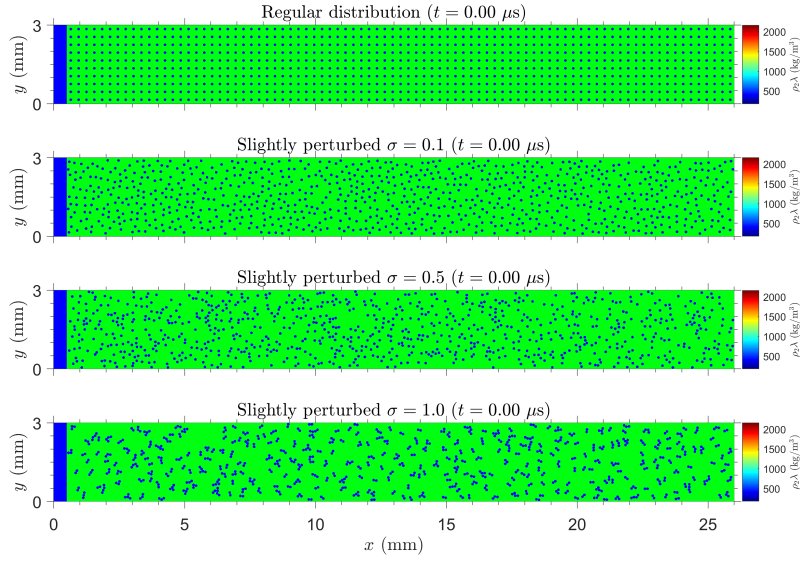 Regular distribution (t = 0.00 μs)
3
y (mm)
0
2000
1500
1000
500
ρ₂λ (kg/m³)
Slightly perturbed σ = 0.1 (t = 0.00 μs)
3
y (mm)
0
2000
1500
1000
500
ρ₂λ (kg/m³)
Slightly perturbed σ = 0.5 (t = 0.00 μs)
3
y (mm)
0
2000
1500
1000
500
ρ₂λ (kg/m³)
Slightly perturbed σ = 1.0 (t = 0.00 μs)
3
y (mm)
0
2000
1500
1000
500
ρ₂λ (kg/m³)
0 5 10 15 20 25
x (mm)